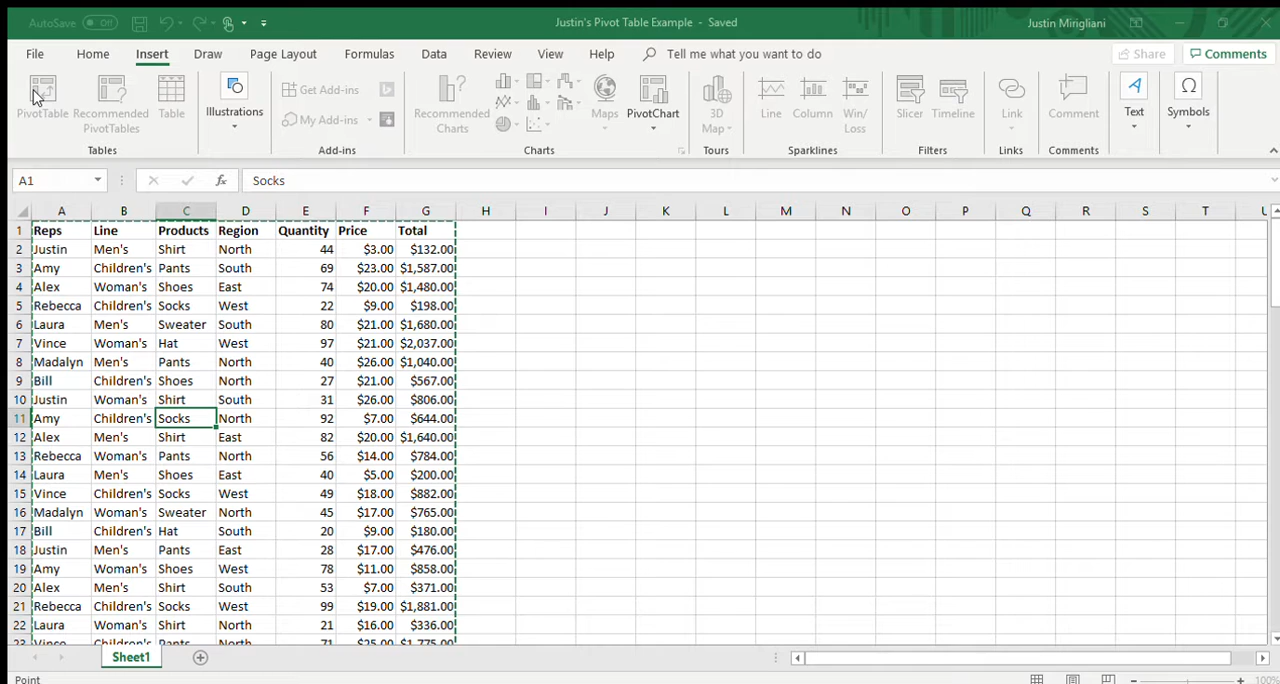 AutoSave Off Justin's Pivot Table Example - Saved Justin Mirigliani
File Home Insert Draw Page Layout Formulas Data Review View Help Tell me what you want to do Share Comments
PivotTable Recommended PivotTables Table Illustrations Get Add-ins My Add-ins Recommended Charts Maps PivotChart 3D Map Line Column Win/Loss Slicer Timeline Link Comment Text Symbols
Tables Add-ins Charts Tours Sparklines Filters Links Comments
A1 fx Socks
A B C D E F G H I J K L M N O P Q R S T U
1 Reps Line Products Region Quantity Price Total
2 Justin Men's Shirt North 44 $3.00 $132.00
3 Amy Children's Pants South 69 $23.00 $1,587.00
4 Alex Woman's Shoes East 74 $20.00 $1,480.00
5 Rebecca Children's Socks West 22 $9.00 $198.00
6 Laura Men's Sweater South 80 $21.00 $1,680.00
7 Vince Woman's Hat West 97 $21.00 $2,037.00
8 Madalyn Men's Pants North 40 $26.00 $1,040.00
9 Bill Children's Shoes North 27 $21.00 $567.00
10 Justin Woman's Shirt South 31 $26.00 $806.00
11 Amy Children's Socks North 92 $7.00 $644.00
12 Alex Men's Shirt East 82 $20.00 $1,640.00
13 Rebecca Woman's Pants North 56 $14.00 $784.00
14 Laura Men's Shoes East 40 $5.00 $200.00
15 Vince Children's Socks West 49 $18.00 $882.00
16 Madalyn Woman's Sweater North 45 $17.00 $765.00
17 Bill Children's Hat South 20 $9.00 $180.00
18 Justin Men's Pants East 28 $17.00 $476.00
19 Amy Woman's Shoes West 78 $11.00 $858.00
20 Alex Men's Shirt South 53 $7.00 $371.00
21 Rebecca Children's Socks West 99 $19.00 $1,881.00
22 Laura Woman's Shirt North 21 $16.00 $336.00
23 Vince Children's Pants North 71 $25.00 $1,775.00
Sheet1
Point 100%